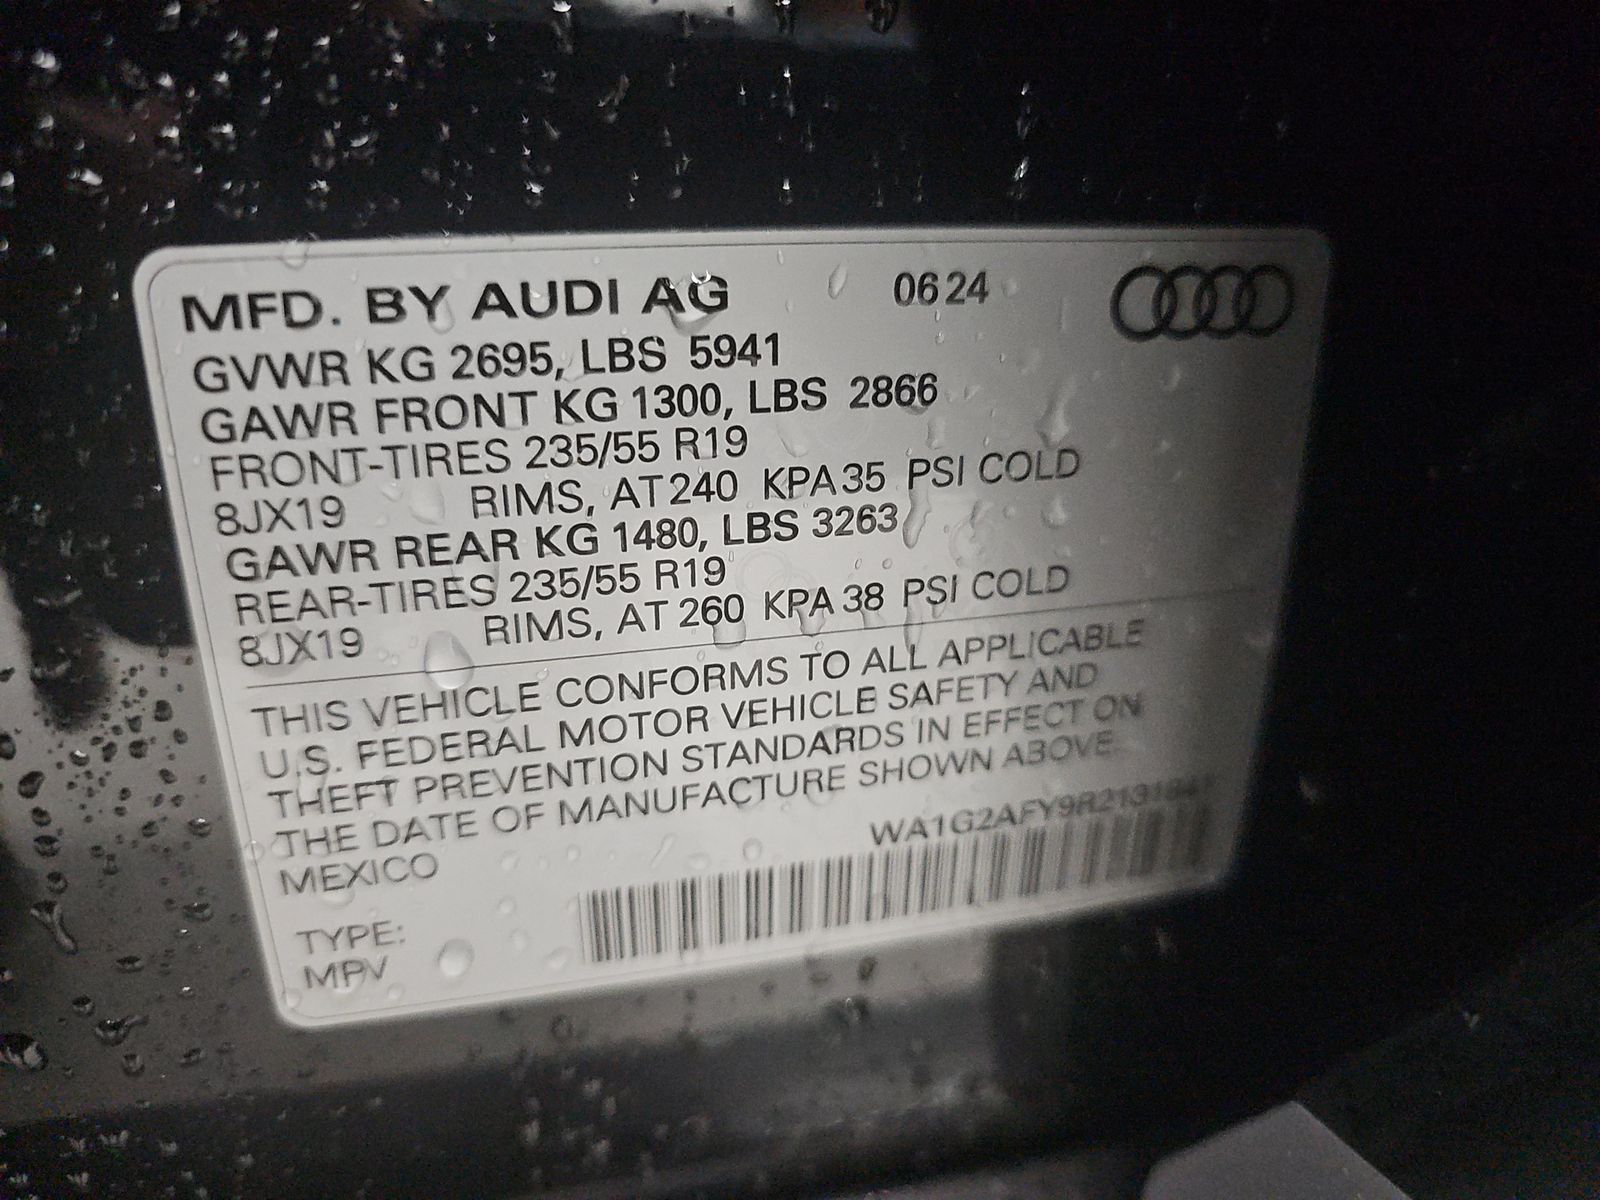 MFD. BY AUDI AG 0624
GVWR KG 2695, LBS 5941
GAWR FRONT KG 1300, LBS 2866
FRONT-TIRES 235/55 R19
8JX19 RIMS, AT 240 KPA 35 PSI COLD
GAWR REAR KG 1480, LBS 3263
REAR-TIRES 235/55 R19
8JX19 RIMS, AT 260 KPA 38 PSI COLD
THIS VEHICLE CONFORMS TO ALL APPLICABLE
U.S. FEDERAL MOTOR VEHICLE SAFETY AND
THEFT PREVENTION STANDARDS IN EFFECT ON
THE DATE OF MANUFACTURE SHOWN ABOVE.
MEXICO
TYPE:
MPV